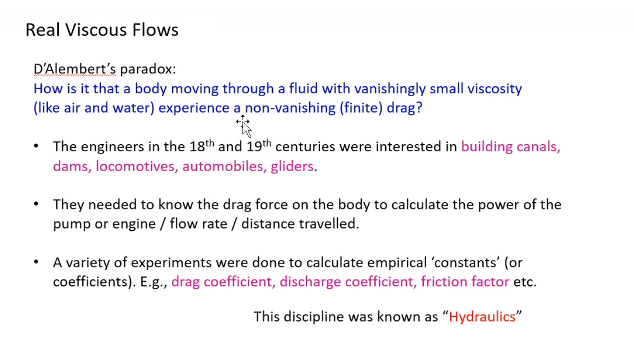 Real Viscous Flows
D'Alembert's paradox:
How is it that a body moving through a fluid with vanishingly small viscosity
(like air and water) experience a non-vanishing (finite) drag?
• The engineers in the 18th and 19th centuries were interested in building canals,
dams, locomotives, automobiles, gliders.
• They needed to know the drag force on the body to calculate the power of the
pump or engine / flow rate / distance travelled.
• A variety of experiments were done to calculate empirical 'constants' (or
coefficients). E.g., drag coefficient, discharge coefficient, friction factor etc.
This discipline was known as "Hydraulics"